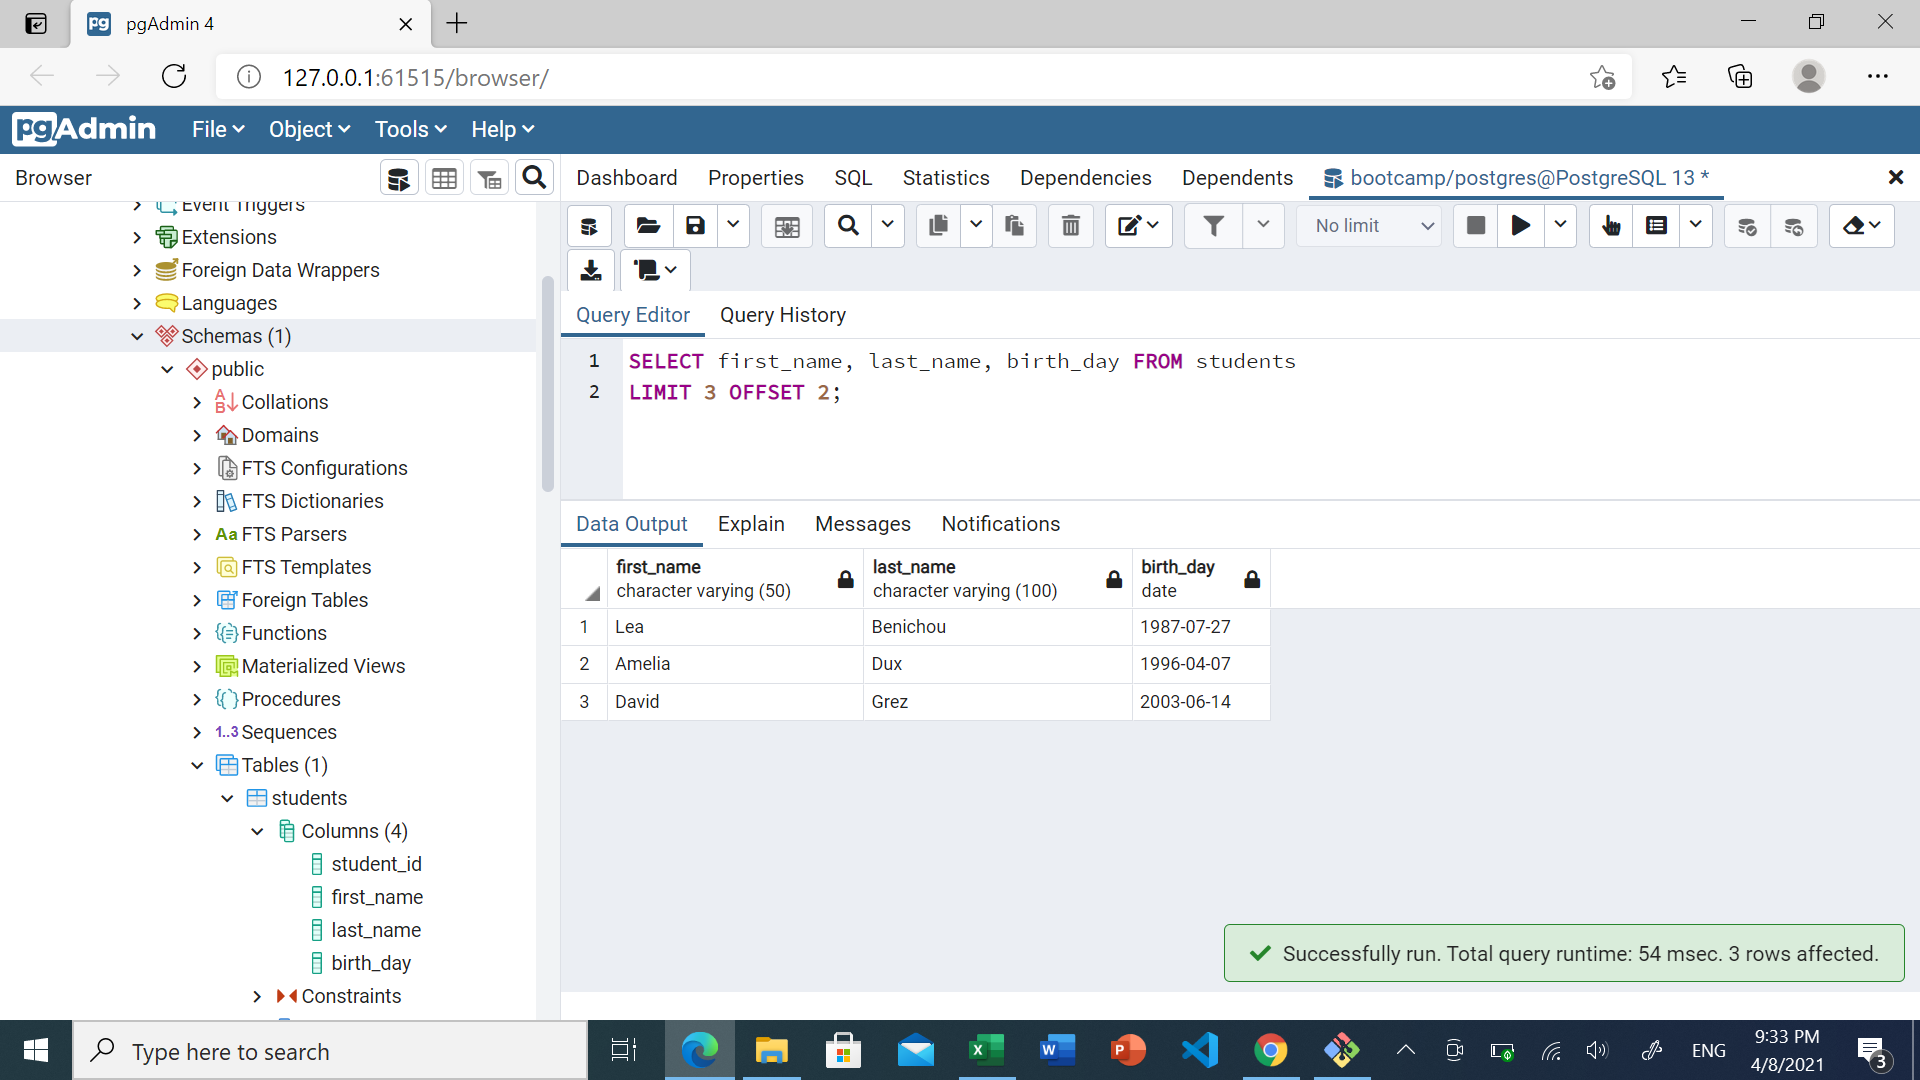 pgAdmin 4
127.0.0.1:61515/browser/
pgAdmin
File
Object
Tools
Help
Browser
Dashboard
Properties
SQL
Statistics
Dependencies
Dependents
bootcamp/postgres@PostgreSQL 13 *
No limit
Event Triggers
Extensions
Foreign Data Wrappers
Languages
Schemas (1)
public
Collations
Domains
FTS Configurations
FTS Dictionaries
Aa FTS Parsers
FTS Templates
Foreign Tables
Functions
Materialized Views
Procedures
1..3 Sequences
Tables (1)
students
Columns (4)
student_id
first_name
last_name
birth_day
Constraints
Query Editor
Query History
1 SELECT first_name, last_name, birth_day FROM students
2 LIMIT 3 OFFSET 2;
Data Output
Explain
Messages
Notifications
first_name character varying (50)
last_name character varying (100)
birth_day date
1 Lea Benichou 1987-07-27
2 Amelia Dux 1996-04-07
3 David Grez 2003-06-14
Successfully run. Total query runtime: 54 msec. 3 rows affected.
Type here to search
ENG
9:33 PM
4/8/2021
3